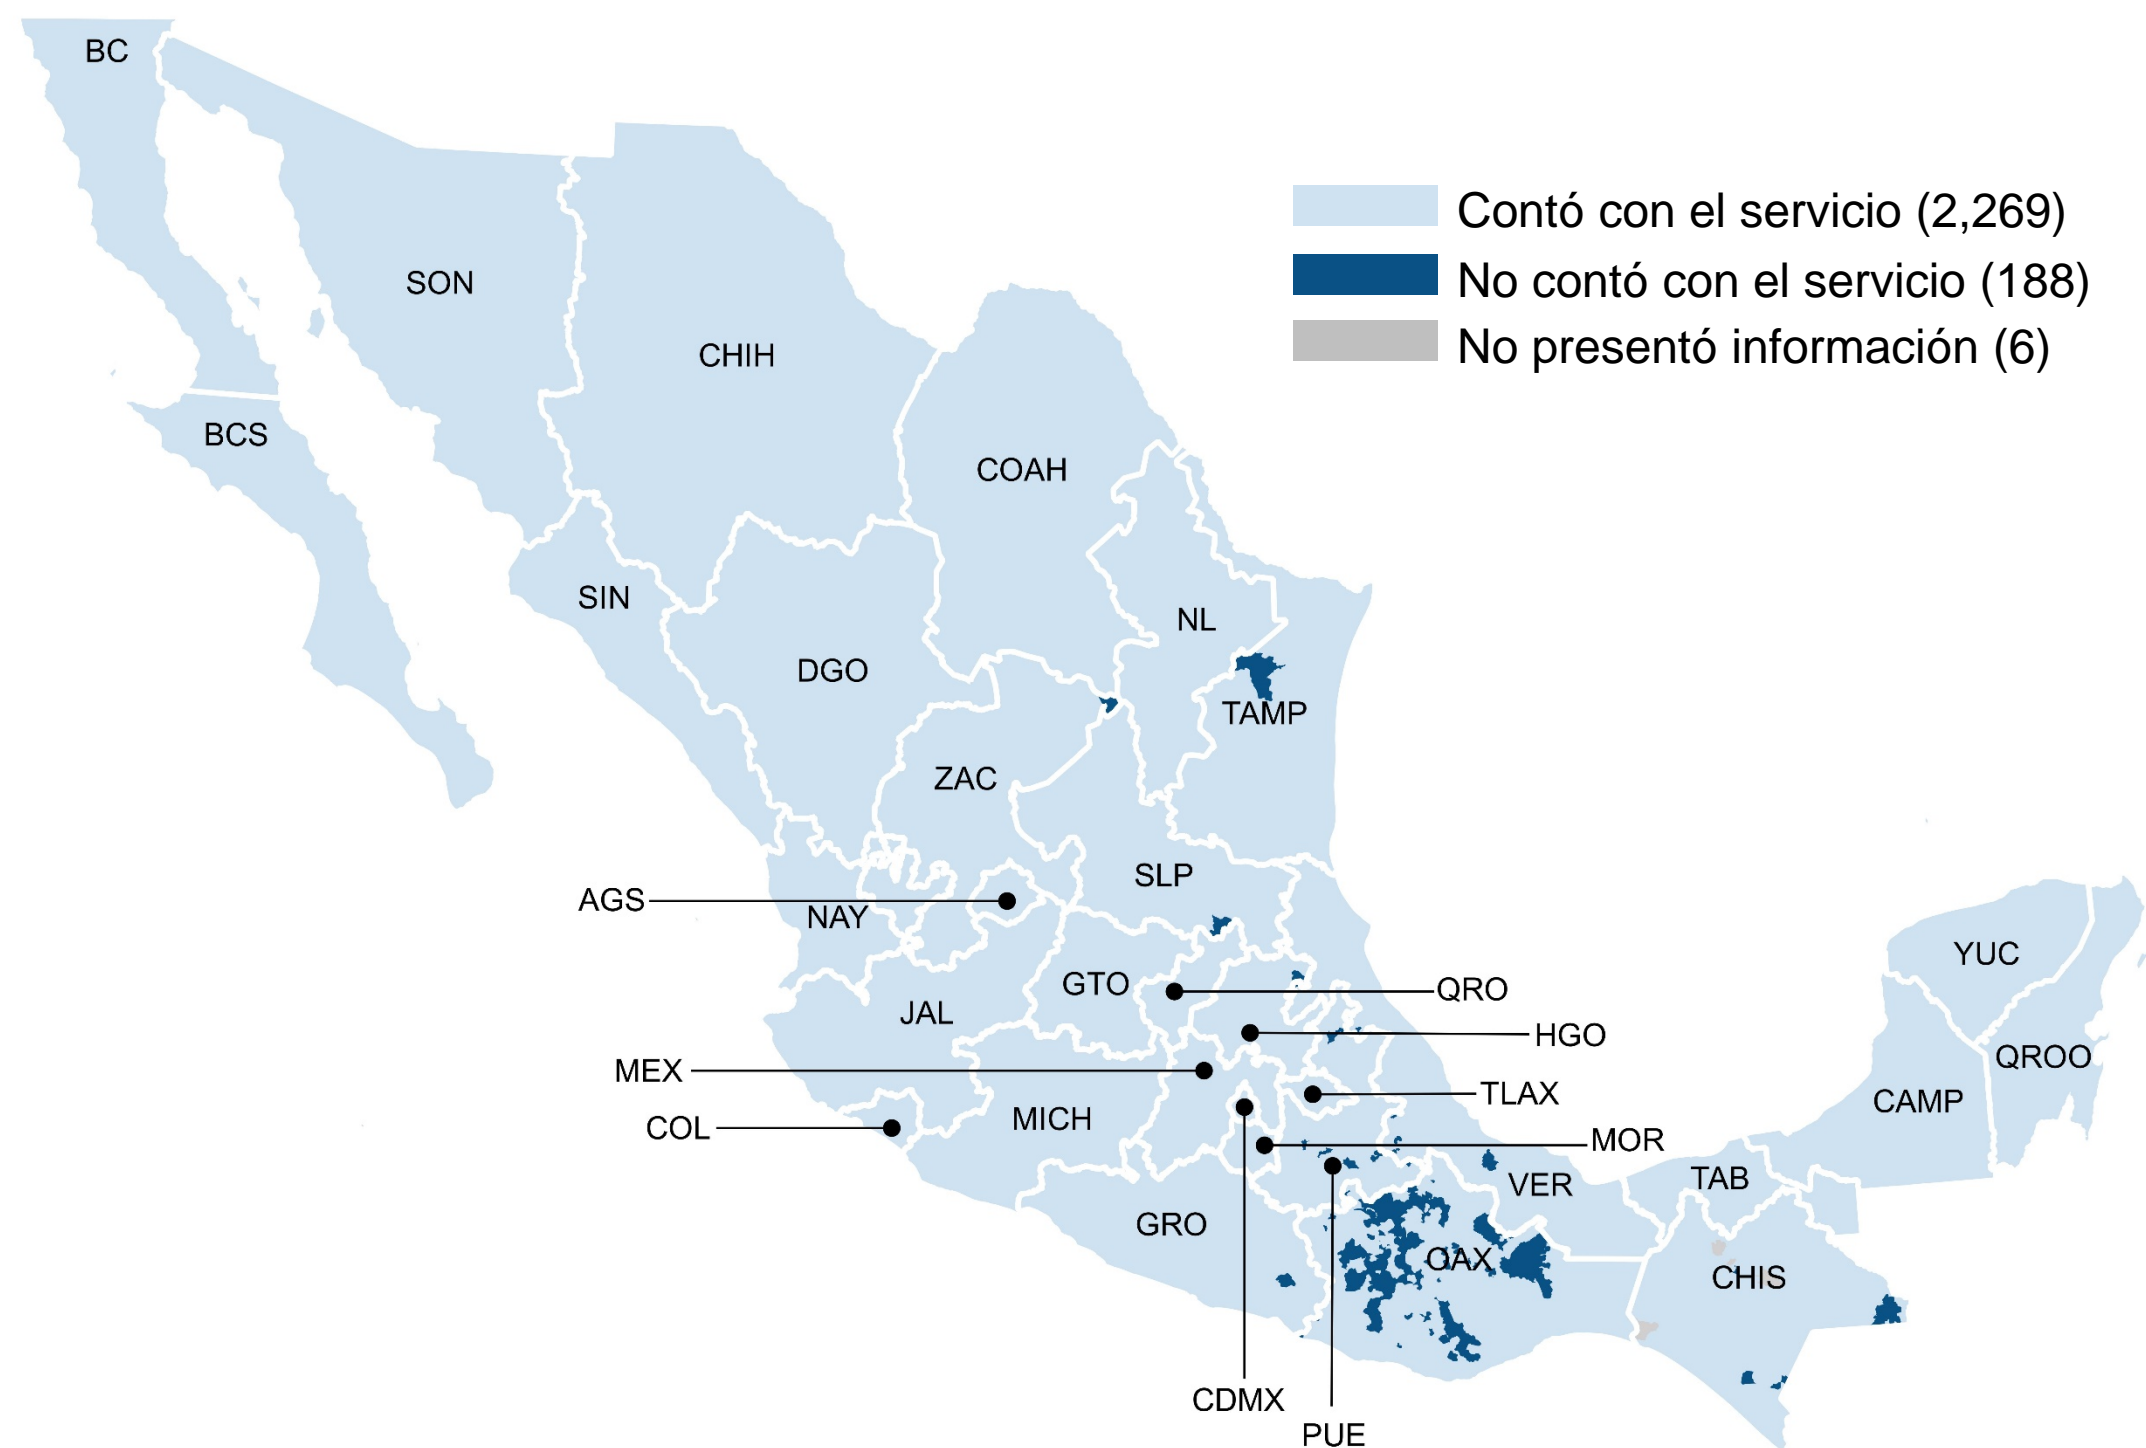 BC
Contó con el servicio (2,269)
No contó con el servicio (188)
No presentó información (6)
SON
CHIH
BCS
COAH
SIN
NL
DGO
TAMP
ZAC
SLP
AGS
NAY
YUC
GTO
QRO
JAL
HGO
QROO
MEX
TLAX
CAMP
MICH
COL
MOR
TAB
VER
GRO
OAX
CHIS
CDMX
PUE